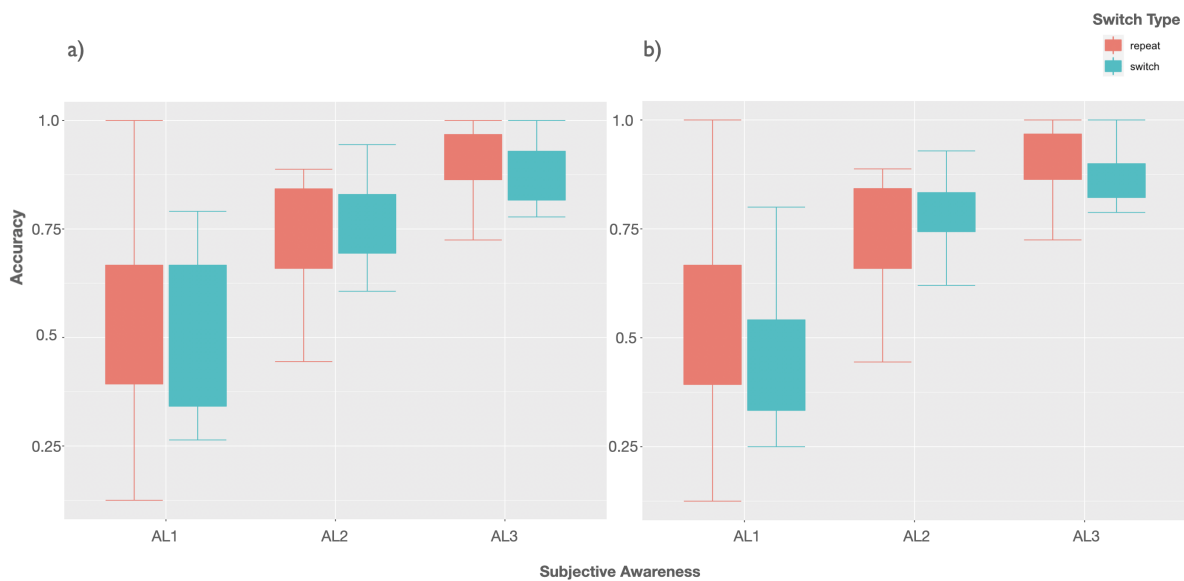 Switch Type
repeat
switch
a)
b)
Accuracy
1.0
0.75
0.5
0.25
AL1 AL2 AL3
1.0
0.75
0.5
0.25
AL1 AL2 AL3
Subjective Awareness